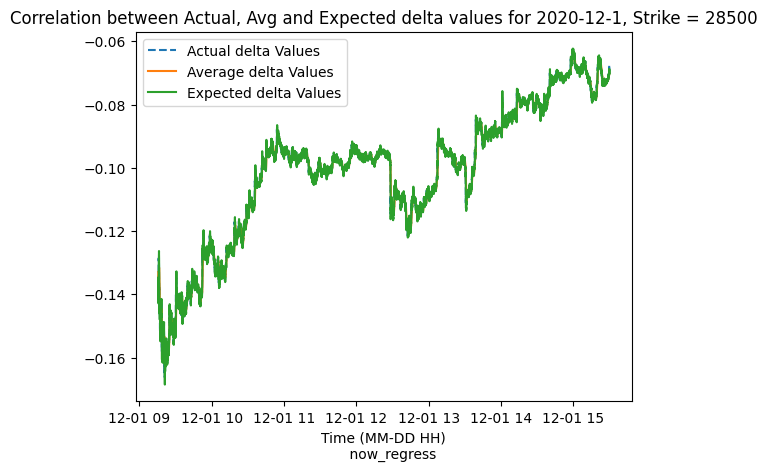 Correlation between Actual, Avg and Expected delta values for 2020-12-1, Strike = 28500
Actual delta Values
Average delta Values
Expected delta Values
−0.06
−0.08
−0.10
−0.12
−0.14
−0.16
12-01 09 12-01 10 12-01 11 12-01 12 12-01 13 12-01 14 12-01 15
Time (MM-DD HH)
now_regress